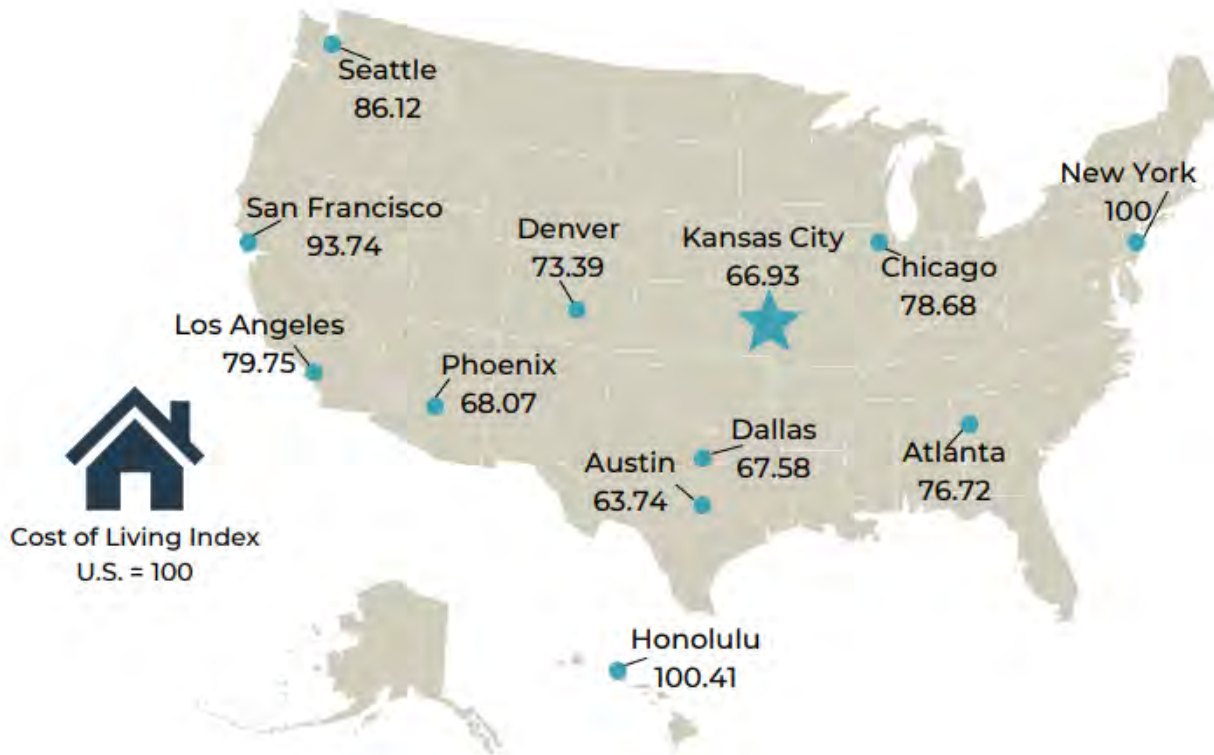 Seattle
86.12
New York
100
San Francisco
93.74
Denver
73.39
Kansas City
66.93
Chicago
78.68
Los Angeles
79.75
Phoenix
68.07
Dallas
67.58
Austin
63.74
Atlanta
76.72
Cost of Living Index
U.S. = 100
Honolulu
100.41